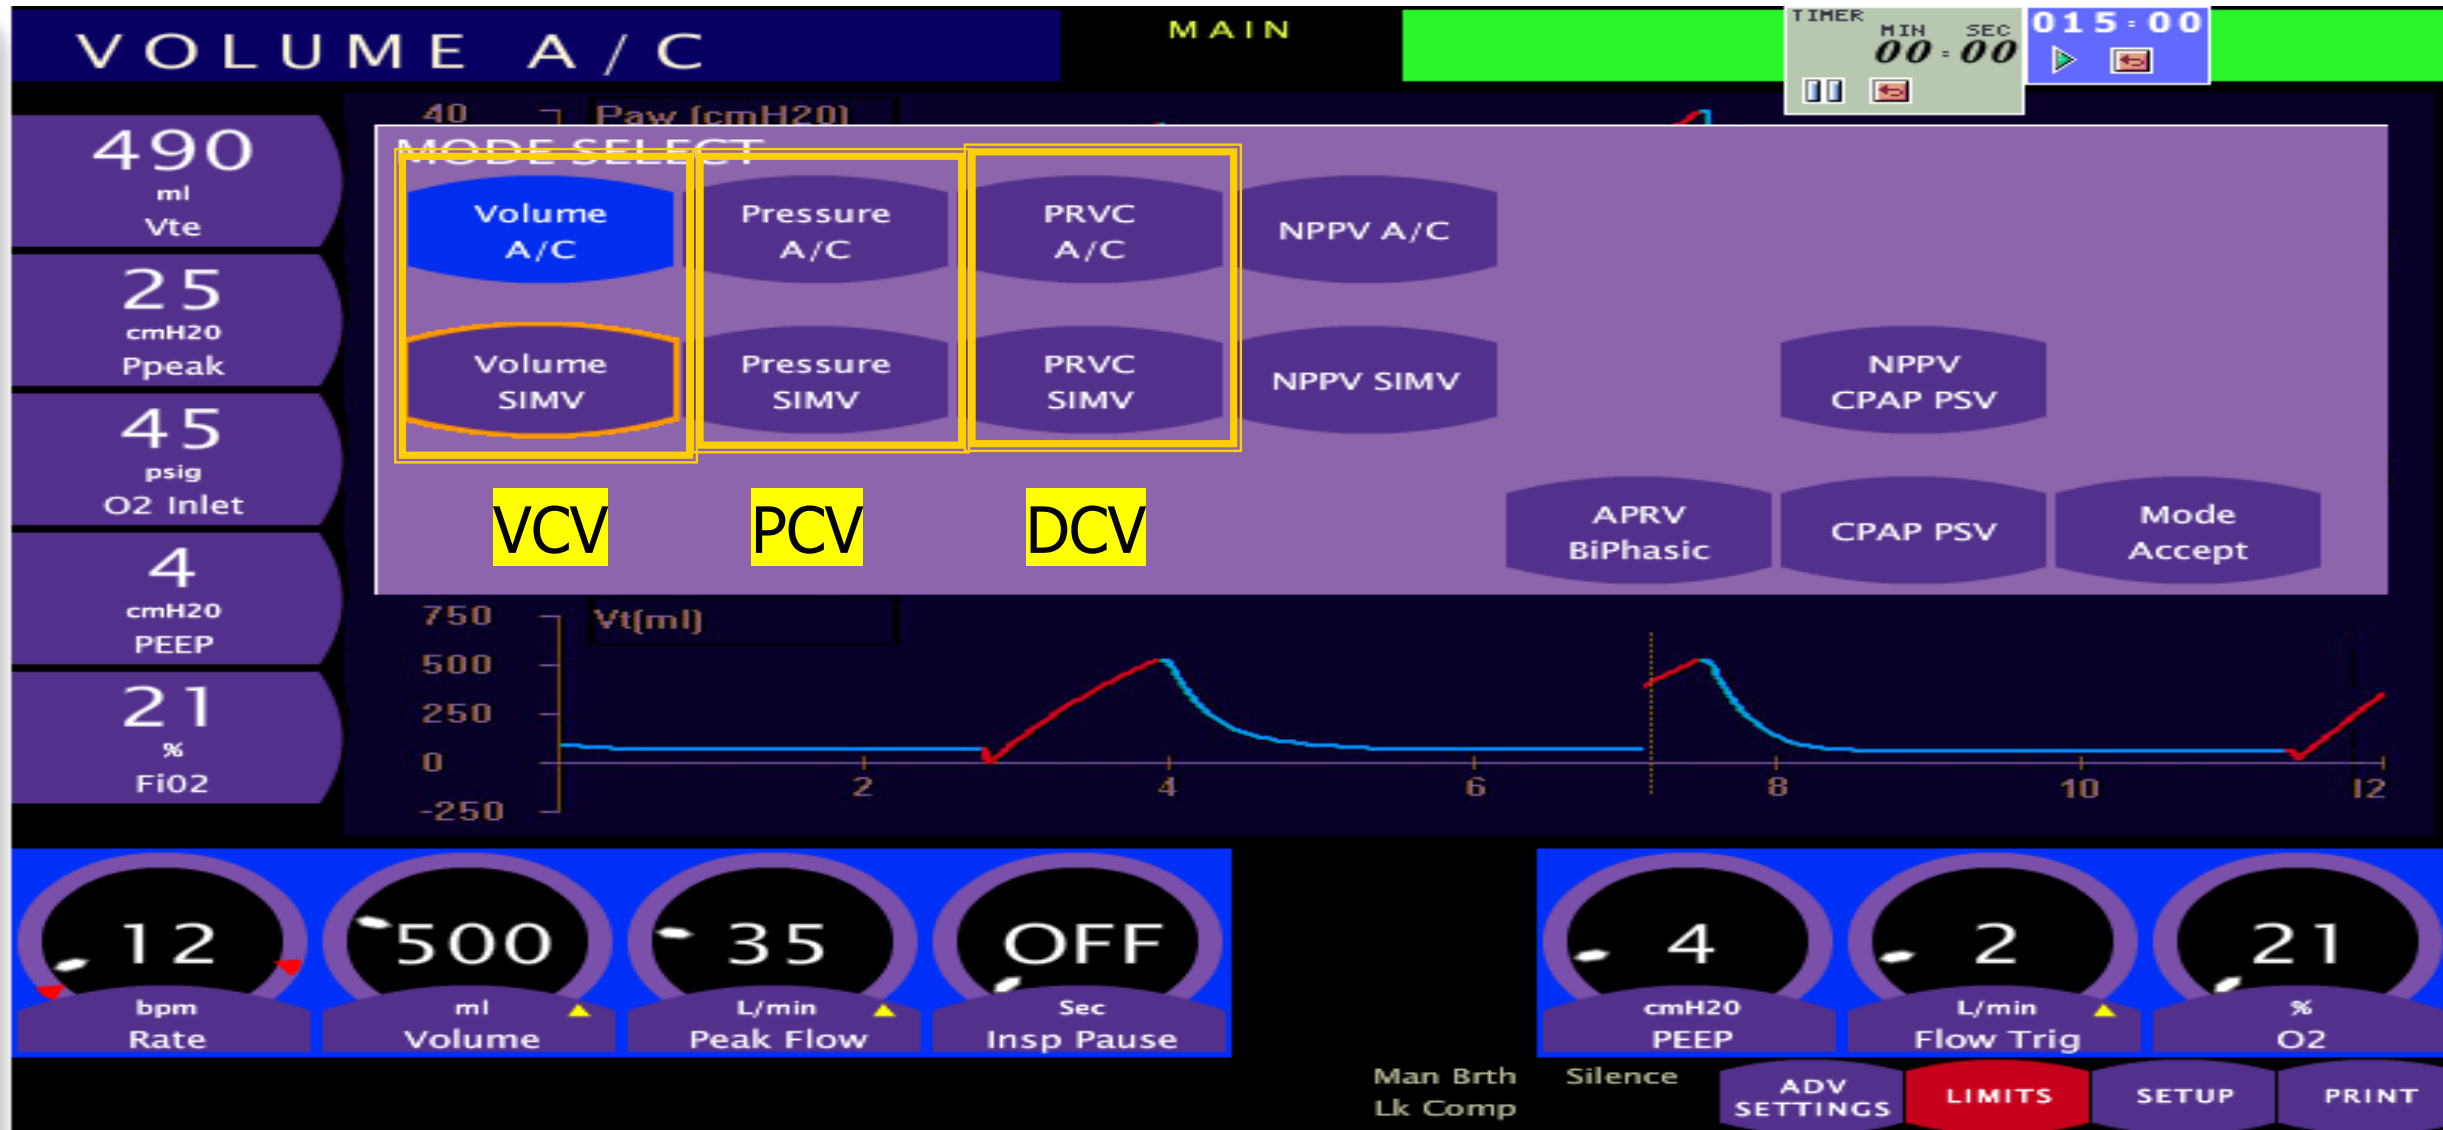 VOLUME A/C
MAIN
TIMER
MIN SEC
00:00
015:00
490
ml
Vte
25
cmH20
Ppeak
45
psig
O2 Inlet
4
cmH20
PEEP
21
%
FiO2
40
Paw (cmH20)
MODE SELECT
Volume
A/C
Pressure
A/C
PRVC
A/C
NPPV A/C
Volume
SIMV
Pressure
SIMV
PRVC
SIMV
NPPV SIMV
NPPV
CPAP PSV
VCV
PCV
DCV
APRV
BiPhasic
CPAP PSV
Mode
Accept
750
Vt(ml)
500
250
0
-250
2
4
6
8
10
12
12
bpm
Rate
500
ml
Volume
35
L/min
Peak Flow
OFF
Sec
Insp Pause
4
cmH20
PEEP
2
L/min
Flow Trig
21
%
O2
Man Brth
Silence
Lk Comp
ADV
SETTINGS
LIMITS
SETUP
PRINT